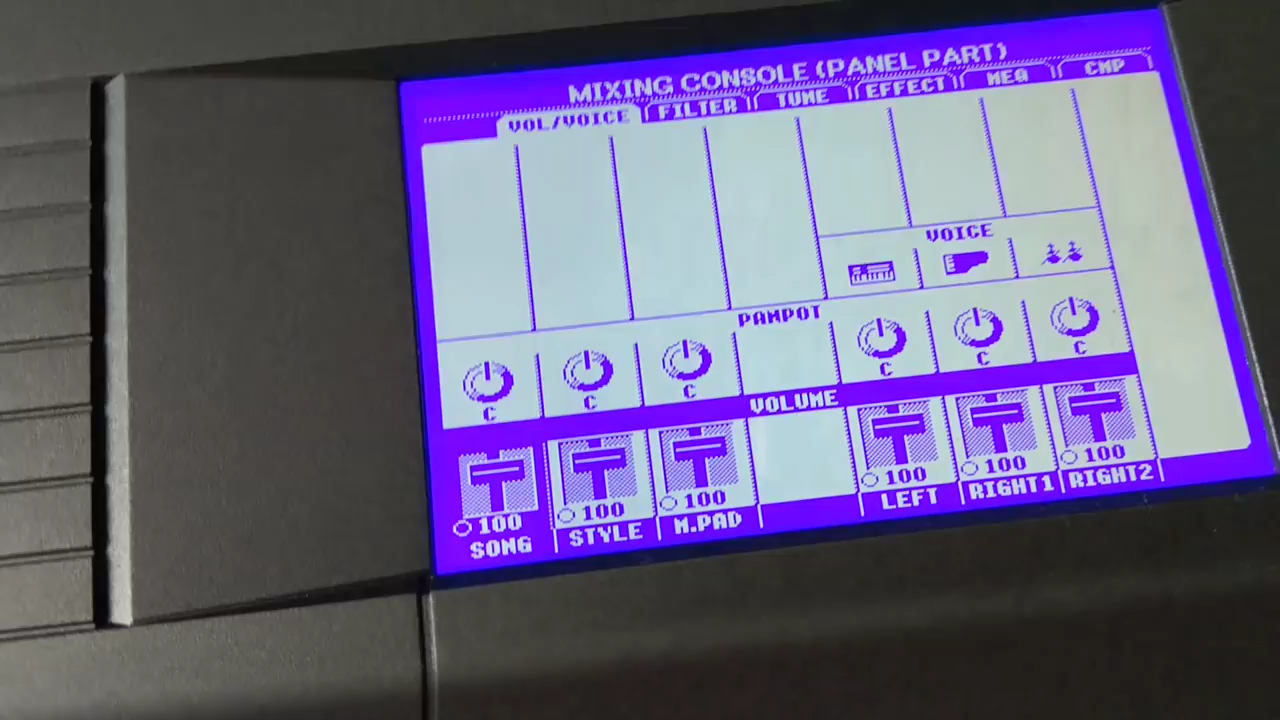 MIXING CONSOLE (PANEL PART)
VOL/VOICE FILTER TUNE EFFECT MEQ CMP
VOICE
PANPOT
C C C C C C
VOLUME
100 100 100 100 100 100
SONG STYLE M.PAD LEFT RIGHT1 RIGHT2